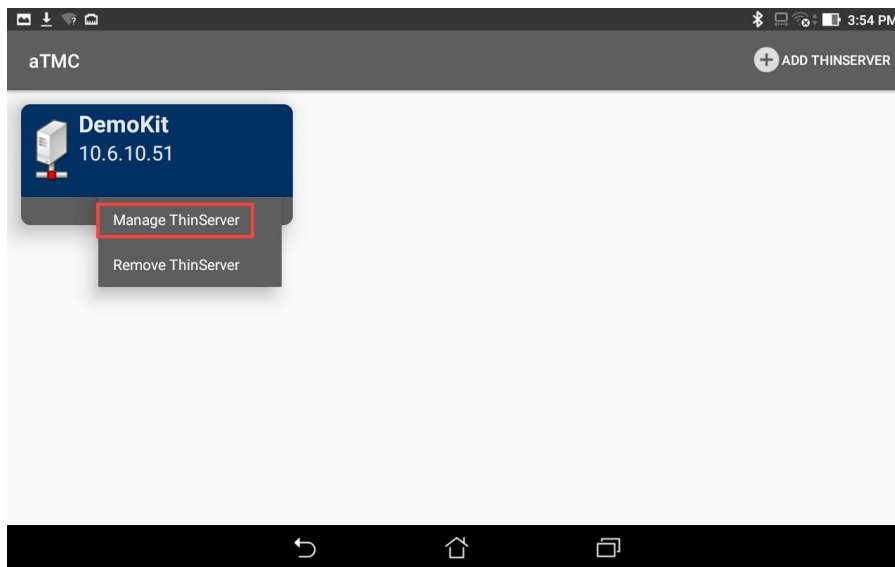 3:54 PM
aTMC
ADD THINSERVER
DemoKit
10.6.10.51
Manage ThinServer
Remove ThinServer